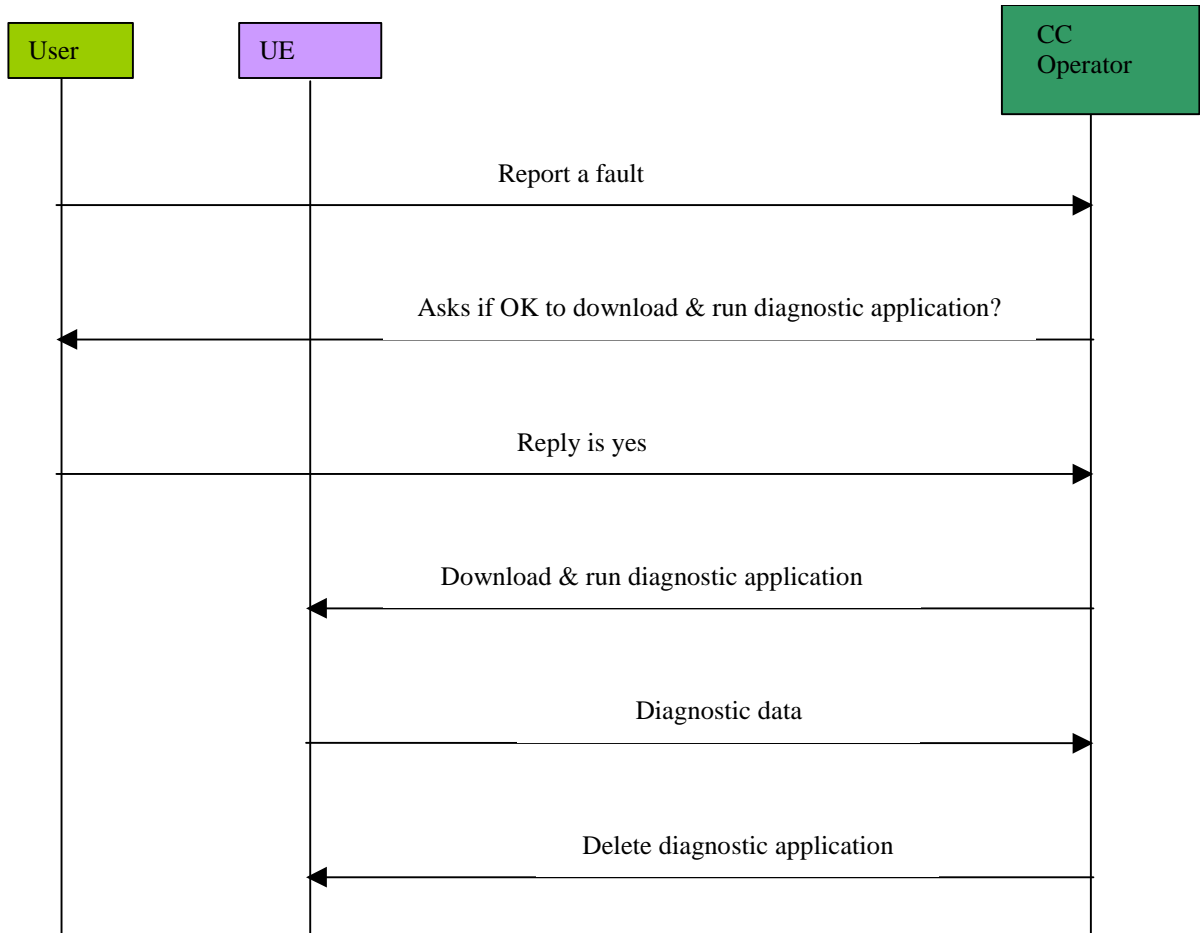 User
UE
CC
Operator
Report a fault
Asks if OK to download & run diagnostic application?
Reply is yes
Download & run diagnostic application
Diagnostic data
Delete diagnostic application